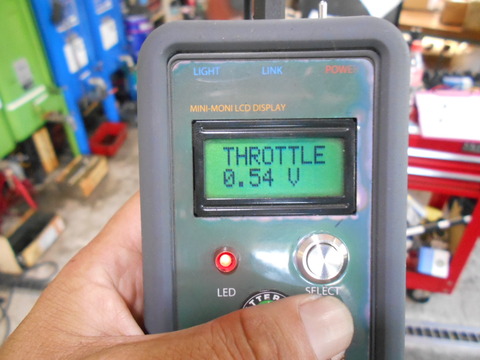 LIGHT LINK POWER
MINI-MONI LCD DISPLAY
THROTTLE
0.54 V
LED SELECT